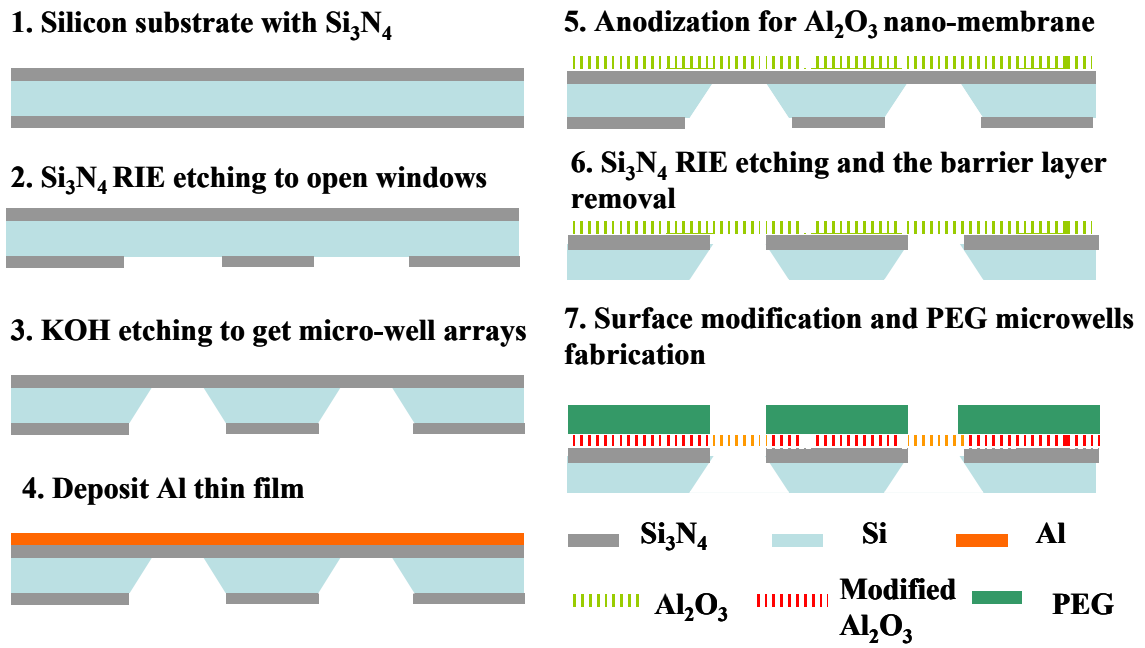 1. Silicon substrate with Si₃N₄
2. Si₃N₄ RIE etching to open windows
3. KOH etching to get micro-well arrays
4. Deposit Al thin film
5. Anodization for Al₂O₃ nano-membrane
6. Si₃N₄ RIE etching and the barrier layer
removal
7. Surface modification and PEG microwells
fabrication
Si₃N₄
Si
Al
Al₂O₃
Modified
Al₂O₃
PEG